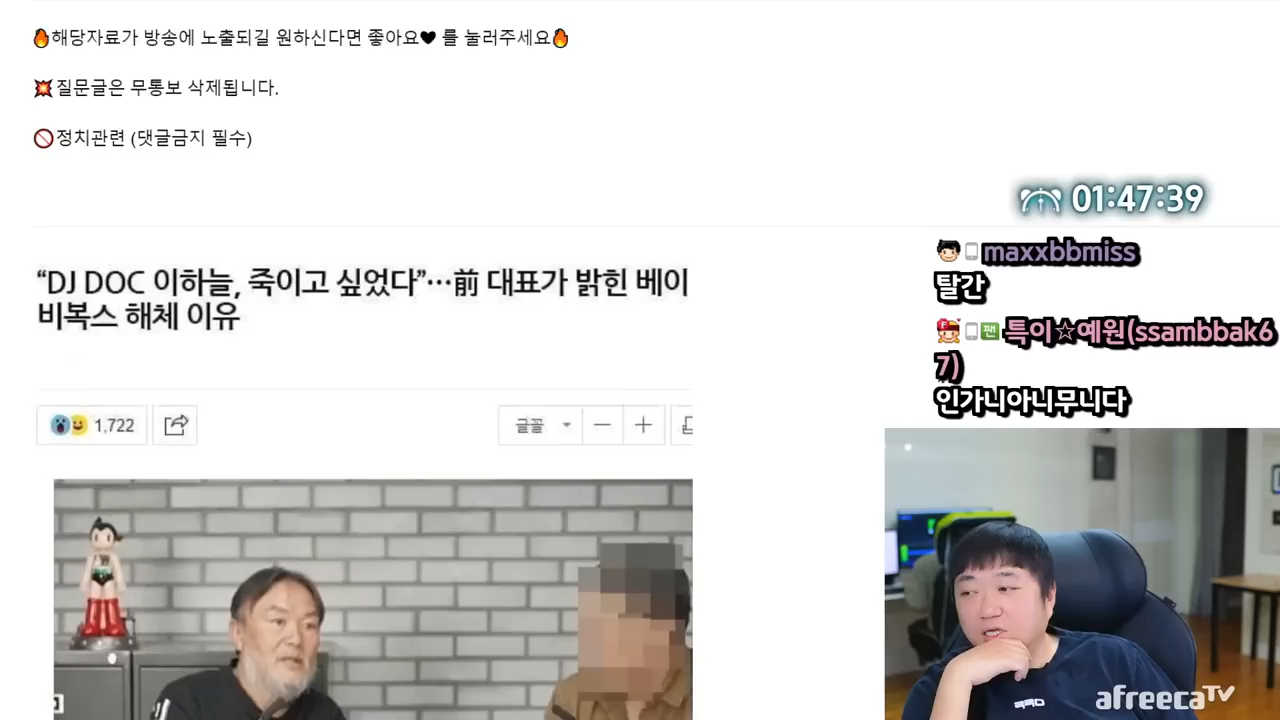 🔥해당자료가 방송에 노출되길 원하신다면 좋아요🖤 를 눌러주세요🔥
💥질문글은 무통보 삭제됩니다.
🚫정치관련 (댓글금지 필수)
01:47:39
maxxbbmiss
탈간
팬 특이☆예원(ssambbak6
7)
인가니아니무니다
“DJ DOC 이하늘, 죽이고 싶었다”…前 대표가 밝힌 베이
비복스 해체 이유
1,722
글꼴
afreecaTV